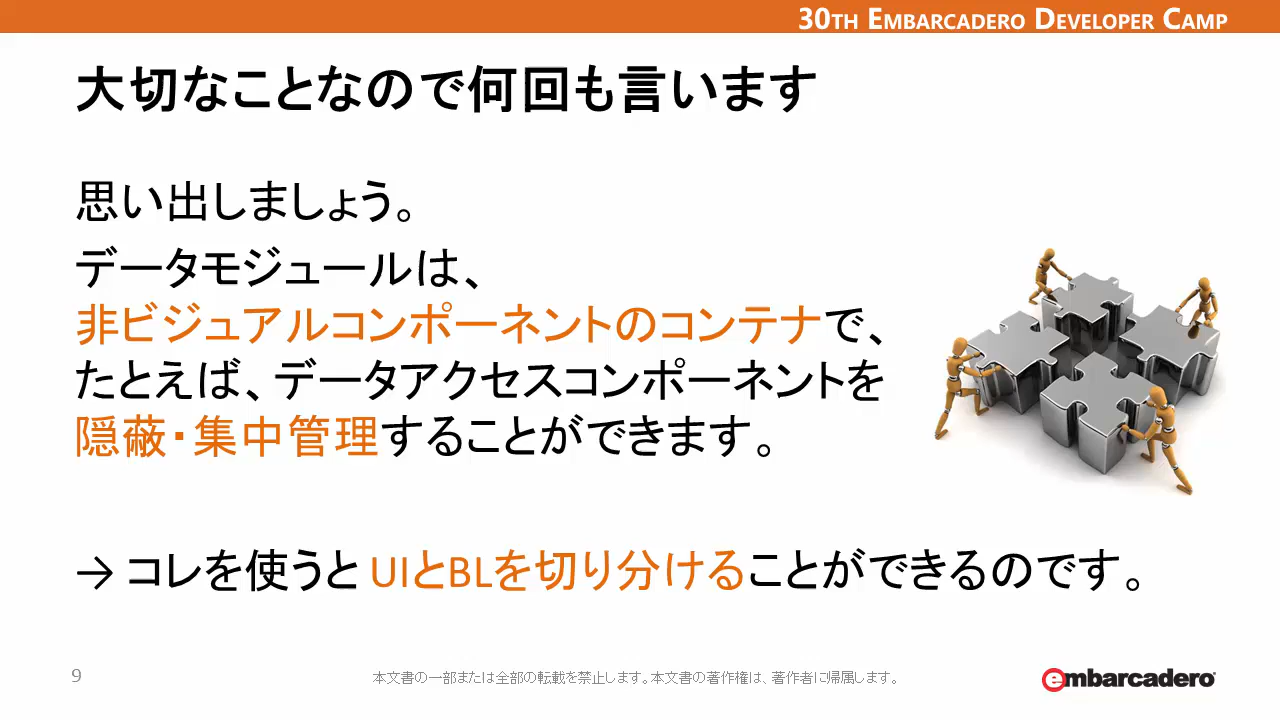 30TH EMBARCADERO DEVELOPER CAMP
大切なことなので何回も言います
思い出しましょう。
データモジュールは、
非ビジュアルコンポーネントのコンテナで、
たとえば、データアクセスコンポーネントを
隠蔽・集中管理することができます。
→ コレを使うと UIとBLを切り分けることができるのです。
9
本文書の一部または全部の転載を禁止します。本文書の著作権は、著作者に帰属します。
embarcadero